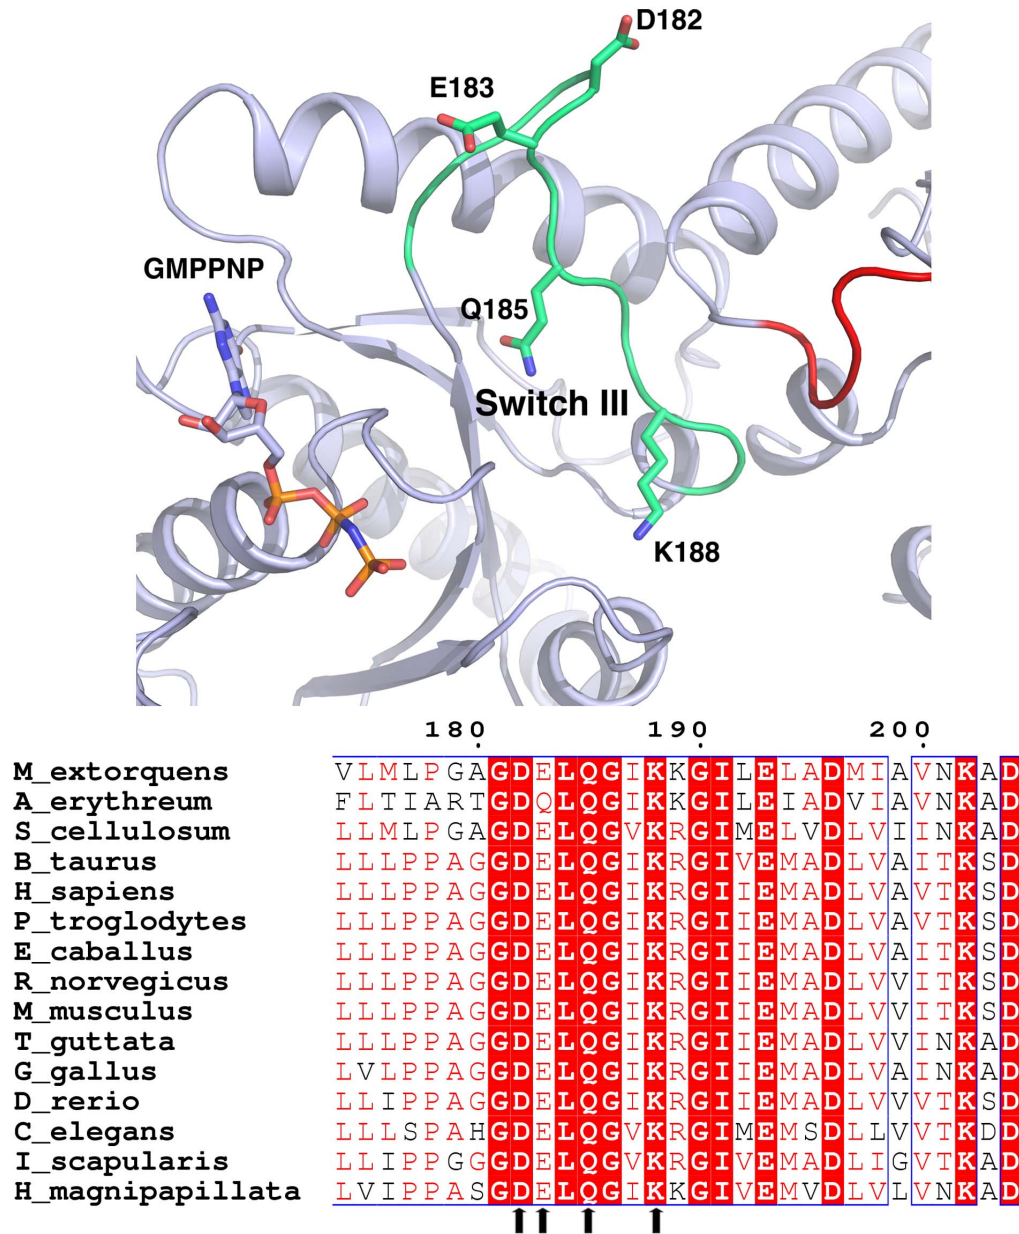 D182
E183
GMPPNP
Q185
Switch III
K188
180 190 200
M_extorquens VLMLPGAGDELQGIKKGILELADMIAVNKAD
A_erythreum FLTIARTGDQLQGIKKGILEIADVIAVNKAD
S_cellulosum LLMLPGAGDELQGVKRGIMELVDLVIINKAD
B_taurus LLLPPAGGDELQGIKRGIVEMADLVAITKSD
H_sapiens LLLPPAGGDELQGIKRGIIEMADLVAVTKSD
P_troglodytes LLLPPAGGDELQGIKRGIIEMADLVAVTKSD
E_caballus LLLPPAGGDELQGIKRGIIEMADLVAITKSD
R_norvegicus LLLPPAGGDELQGIKRGIIEMADLVVITKSD
M_musculus LLLPPAGGDELQGIKRGIIEMADLVVITKSD
T_guttata LLLPPAGGDELQGIKRGIIEMADLVVINKAD
G_gallus LVLPPAGGDELQGIKRGIIEMADLVAINKAD
D_rerio LLIPPAGGDELQGIKRGIIEMADLVVVTKSD
C_elegans LLLSPAHGDELQGVKRGIMEMSDLLVVTKDD
I_scapularis LLIPPGGGDELQGVKRGIVEMADLIGVTKAD
H_magnipapillata LVIPPASGDELQGIKKGIVEMVDLVLVNKAD